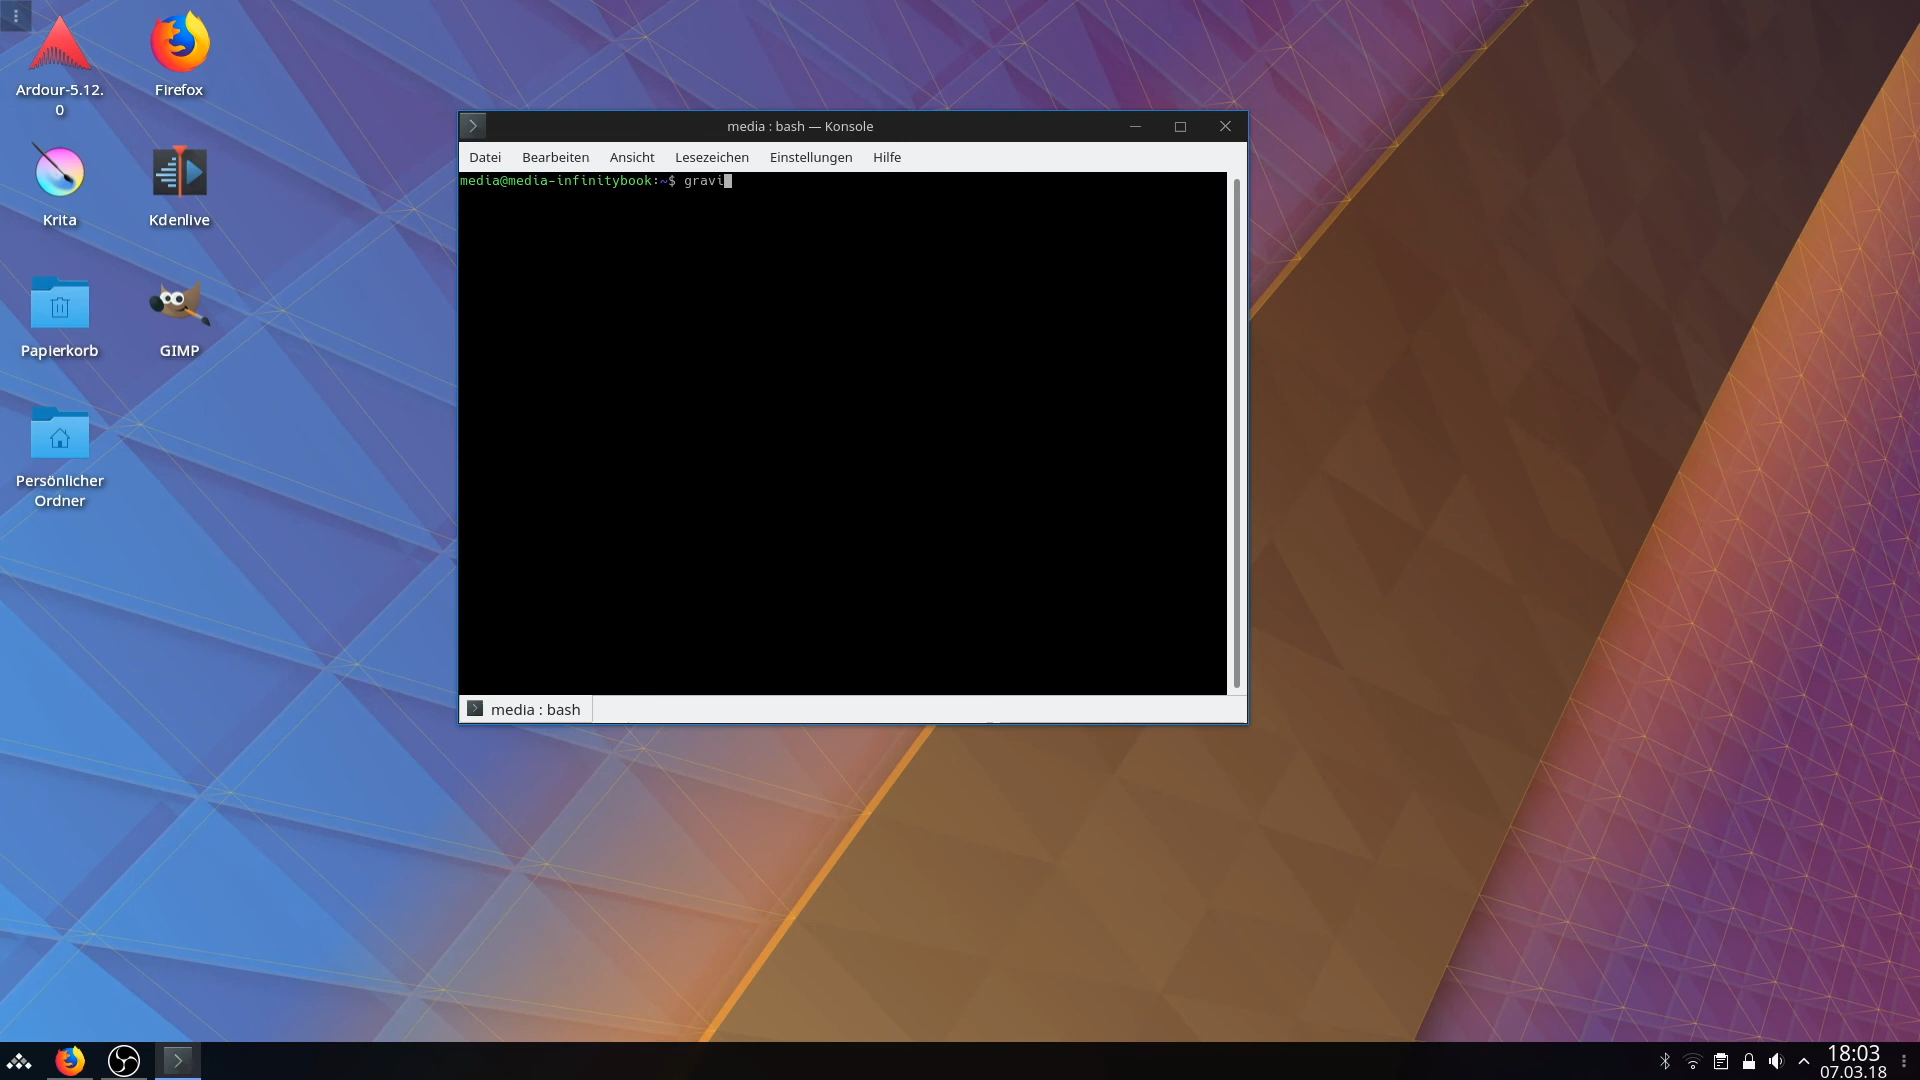 Ardour-5.12.
0
Firefox
Krita
Kdenlive
Papierkorb
GIMP
Persönlicher
Ordner
media : bash — Konsole
Datei Bearbeiten Ansicht Lesezeichen Einstellungen Hilfe
media@media-infinitybook:~$ gravi
media : bash
18:03
07.03.18